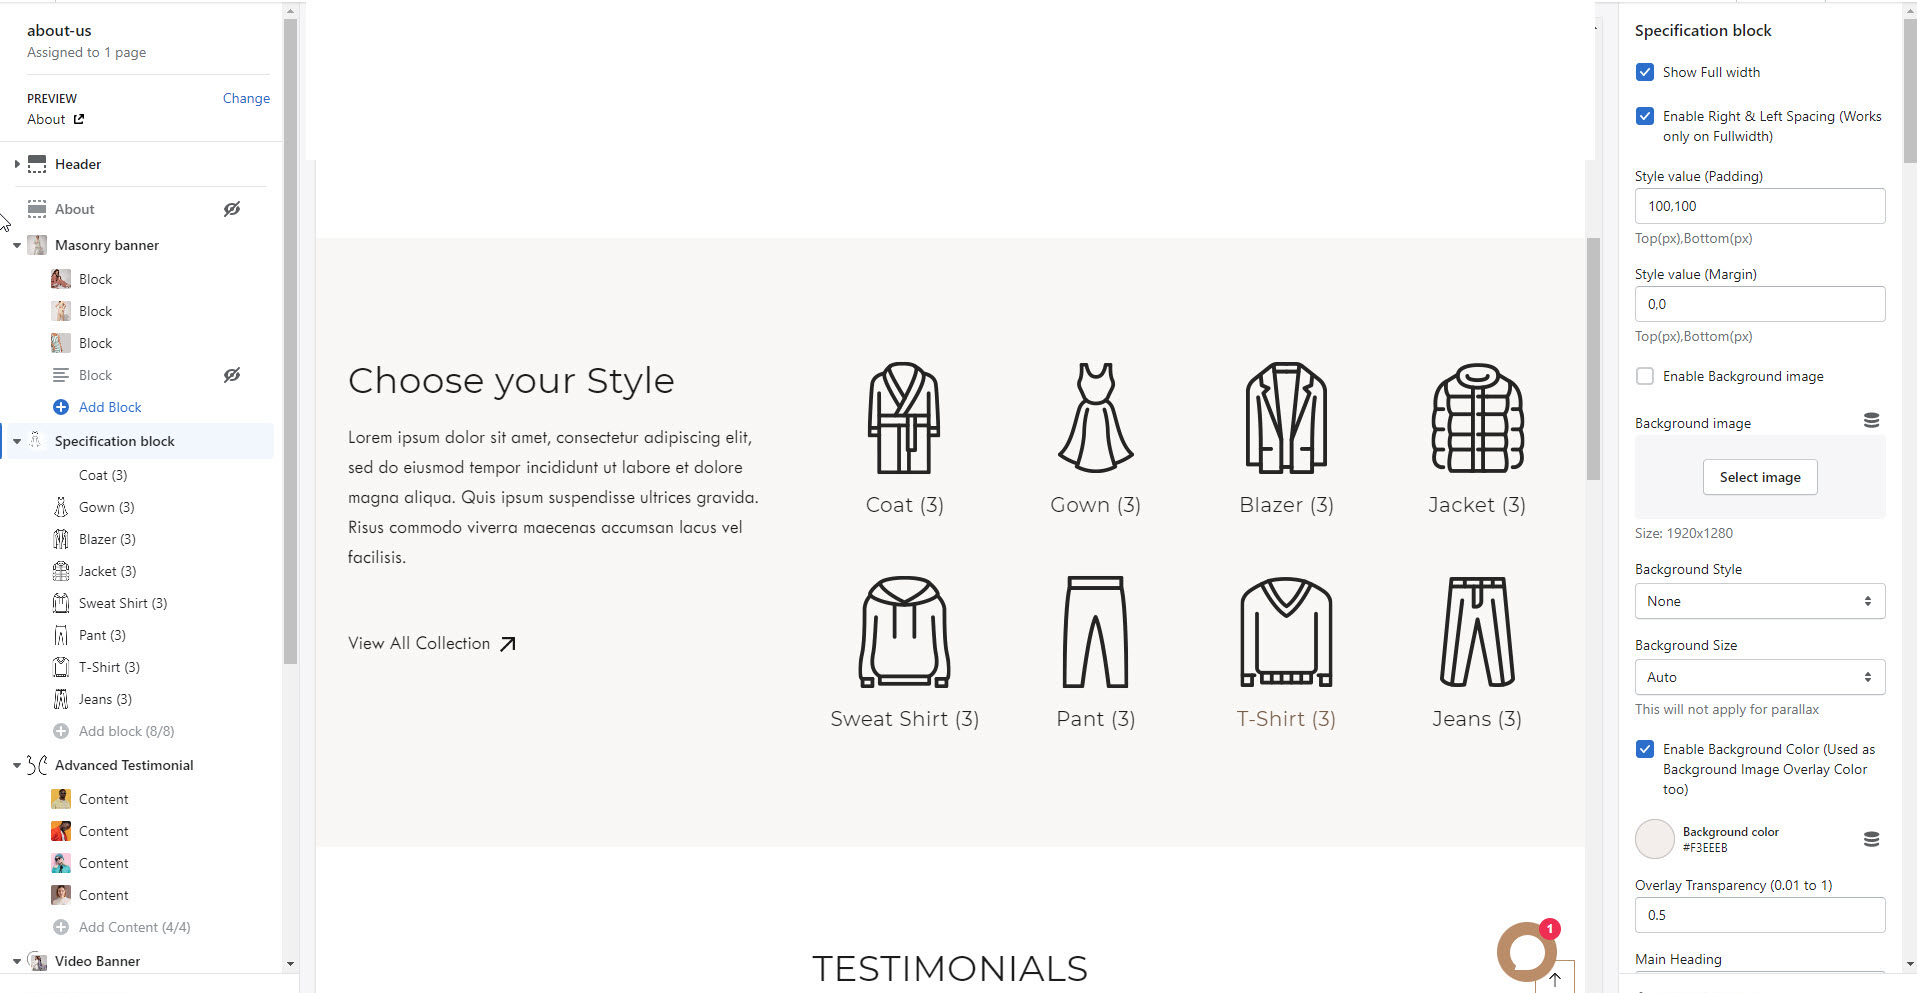 about-us
Assigned to 1 page
PREVIEW
Change
About
Header
About
Masonry banner
Block
Block
Block
Block
Add Block
Specification block
Coat (3)
Gown (3)
Blazer (3)
Jacket (3)
Sweat Shirt (3)
Pant (3)
T-Shirt (3)
Jeans (3)
Add block (8/8)
Advanced Testimonial
Content
Content
Content
Content
Add Content (4/4)
Video Banner
Choose your Style
Lorem ipsum dolor sit amet, consectetur adipiscing elit,
sed do eiusmod tempor incididunt ut labore et dolore
magna aliqua. Quis ipsum suspendisse ultrices gravida.
Risus commodo viverra maecenas accumsan lacus vel
facilisis.
View All Collection
Coat (3)
Gown (3)
Blazer (3)
Jacket (3)
Sweat Shirt (3)
Pant (3)
T-Shirt (3)
Jeans (3)
TESTIMONIALS
1
Specification block
Show Full width
Enable Right & Left Spacing (Works
only on Fullwidth)
Style value (Padding)
100,100
Top(px),Bottom(px)
Style value (Margin)
0,0
Top(px),Bottom(px)
Enable Background image
Background image
Select image
Size: 1920x1280
Background Style
None
Background Size
Auto
This will not apply for parallax
Enable Background Color (Used as
Background Image Overlay Color
too)
Background color
#F3EEEB
Overlay Transparency (0.01 to 1)
0.5
Main Heading